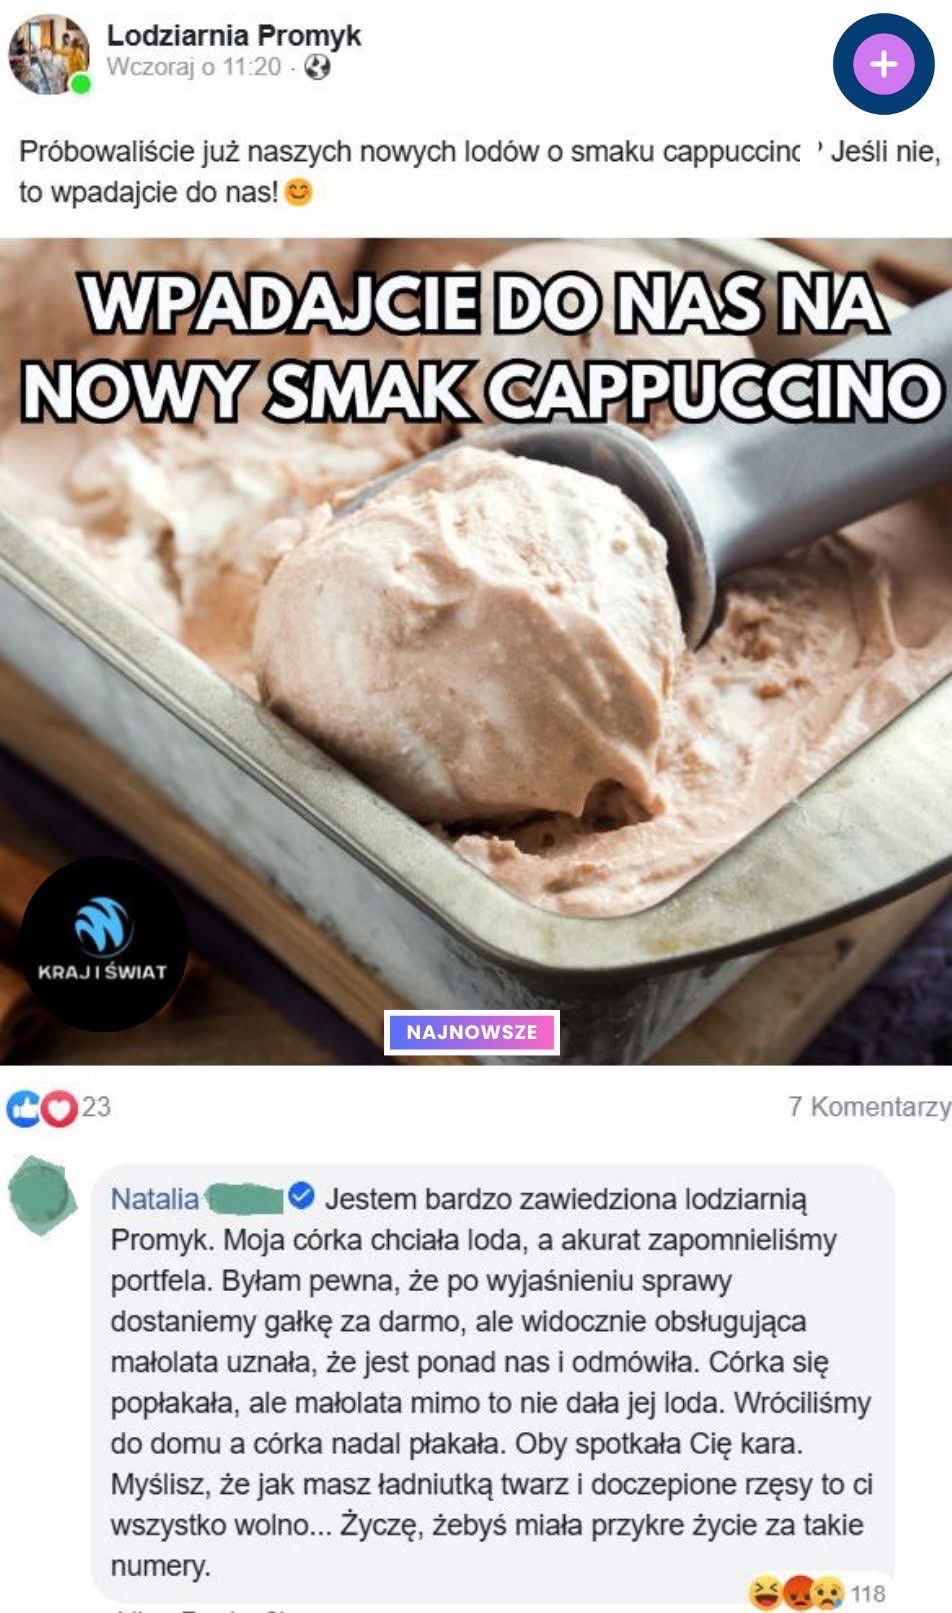 Lodziarnia Promyk
Wczoraj o 11:20 ·
Próbowaliście już naszych nowych lodów o smaku cappuccino? Jeśli nie,
to wpadajcie do nas!😊
WPADAJCIE DO NAS NA
NOWY SMAK CAPPUCCINO
KRAJ I ŚWIAT
NAJNOWSZE
23
7 Komentarzy
Natalia Jestem bardzo zawiedziona lodziarnią
Promyk. Moja córka chciała loda, a akurat zapomnieliśmy
portfela. Byłam pewna, że po wyjaśnieniu sprawy
dostaniemy gałkę za darmo, ale widocznie obsługująca
małolata uznała, że jest ponad nas i odmówiła. Córka się
popłakała, ale małolata mimo to nie dała jej loda. Wróciliśmy
do domu a córka nadal płakała. Oby spotkała Cię kara.
Myślisz, że jak masz ładniutką twarz i doczepione rzęsy to ci
wszystko wolno... Życzę, żebyś miała przykre życie za takie
numery.
118